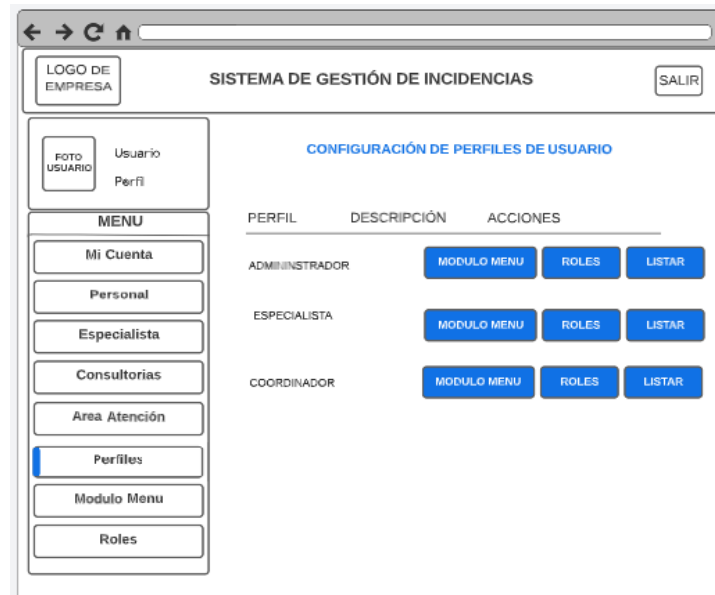 LOGO DE
EMPRESA
SISTEMA DE GESTIÓN DE INCIDENCIAS
SALIR
FOTO
USUARIO
Usuario
Perfil
CONFIGURACIÓN DE PERFILES DE USUARIO
MENU
Mi Cuenta
Personal
Especialista
Consultorias
Area Atención
Perfiles
Modulo Menu
Roles
PERFIL DESCRIPCIÓN ACCIONES
ADMININSTRADOR MODULO MENU ROLES LISTAR
ESPECIALISTA MODULO MENU ROLES LISTAR
COORDINADOR MODULO MENU ROLES LISTAR